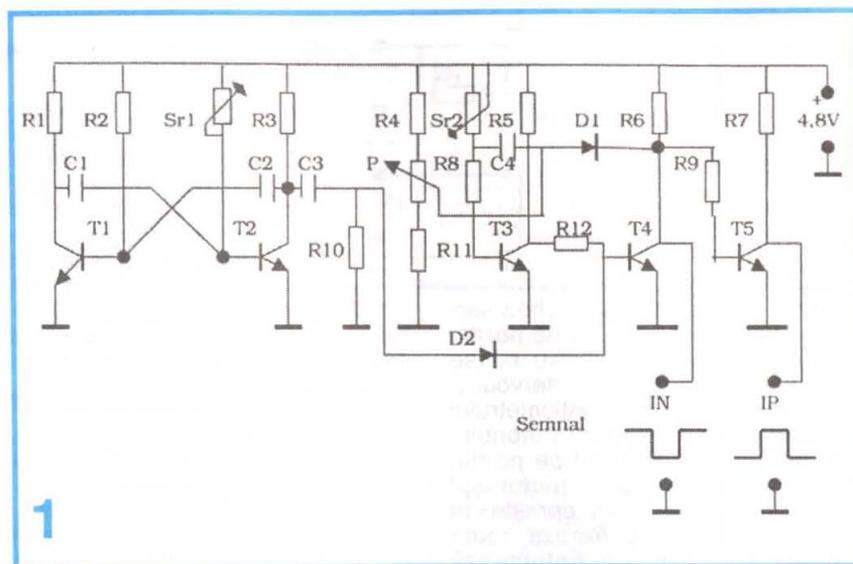 R1
R2
Sr1
R3
R4
Sr2
R5
D1
R6
R7
+
4,8V
C1
C2
C3
P
R8
C4
R9
T1
T2
R10
R11
T3
R12
T4
T5
D2
IN
IP
Semnal
1